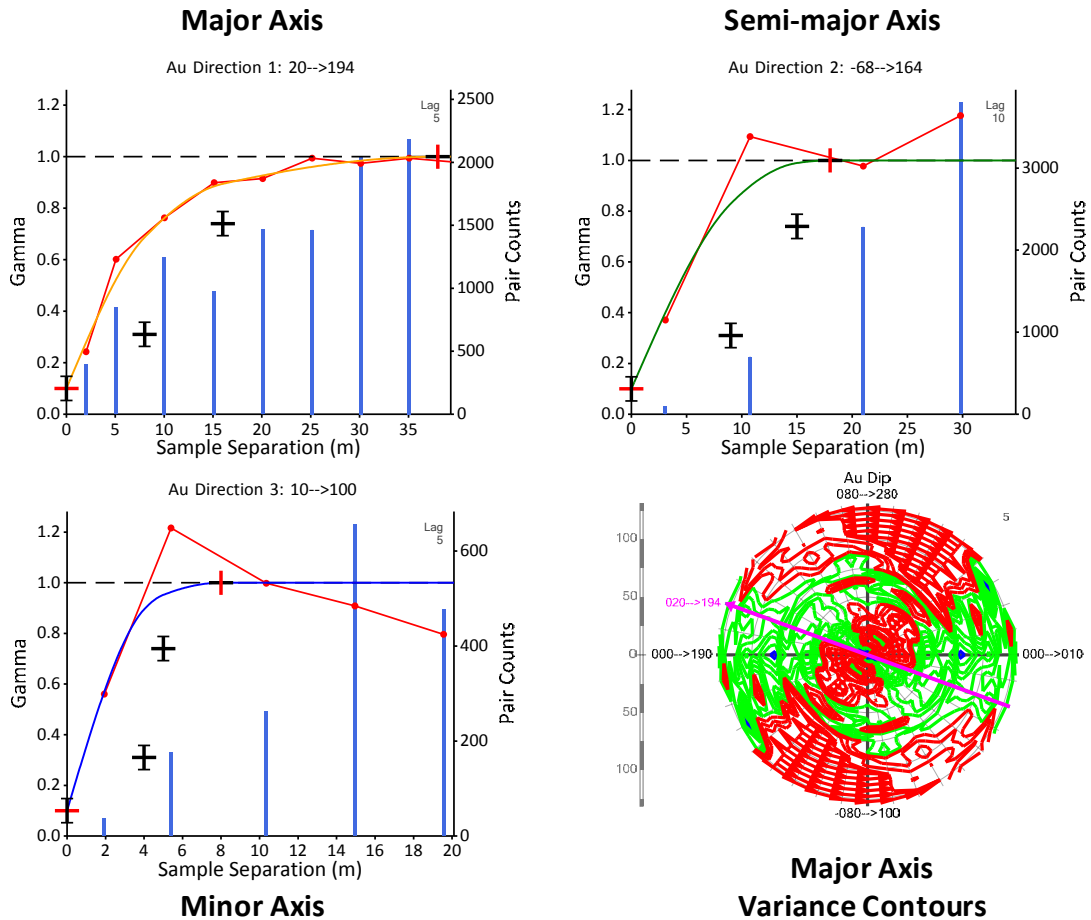 Major Axis
Au Direction 1: 20-->194
Lag
5
Gamma
1.2
1.0
0.8
0.6
0.4
0.2
0.0
2500
2000
1500
1000
500
0
Pair Counts
0 5 10 15 20 25 30 35
Sample Separation (m)
Semi-major Axis
Au Direction 2: -68-->164
Lag
10
Gamma
1.2
1.0
0.8
0.6
0.4
0.2
0.0
3000
2000
1000
0
Pair Counts
0 5 10 15 20 25 30
Sample Separation (m)
Au Direction 3: 10-->100
Lag
5
Gamma
1.2
1.0
0.8
0.6
0.4
0.2
0.0
600
400
200
0
Pair Counts
0 2 4 6 8 10 12 14 16 18 20
Sample Separation (m)
Minor Axis
Au Dip
080-->280
5
100
50
0
50
100
020-->194
000-->190
000-->010
-080-->100
Major Axis
Variance Contours